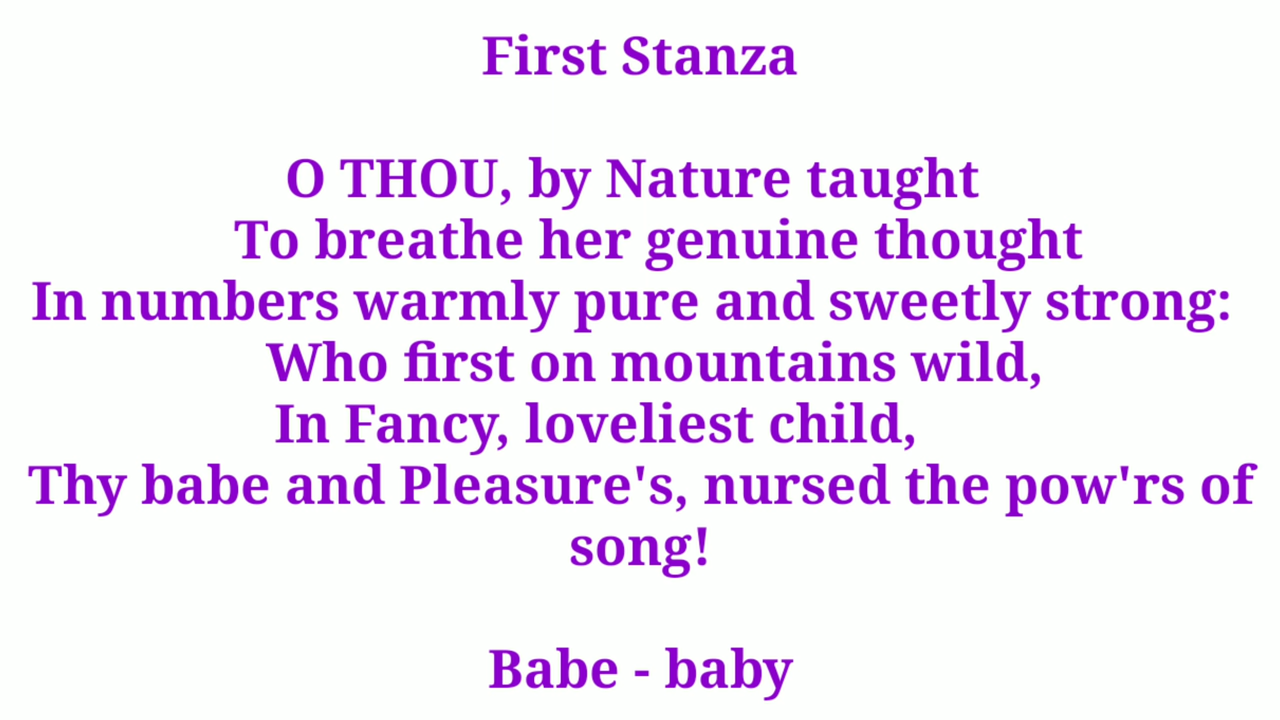 First Stanza
O THOU, by Nature taught
To breathe her genuine thought
In numbers warmly pure and sweetly strong:
Who first on mountains wild,
In Fancy, loveliest child,
Thy babe and Pleasure's, nursed the pow'rs of
song!
Babe - baby